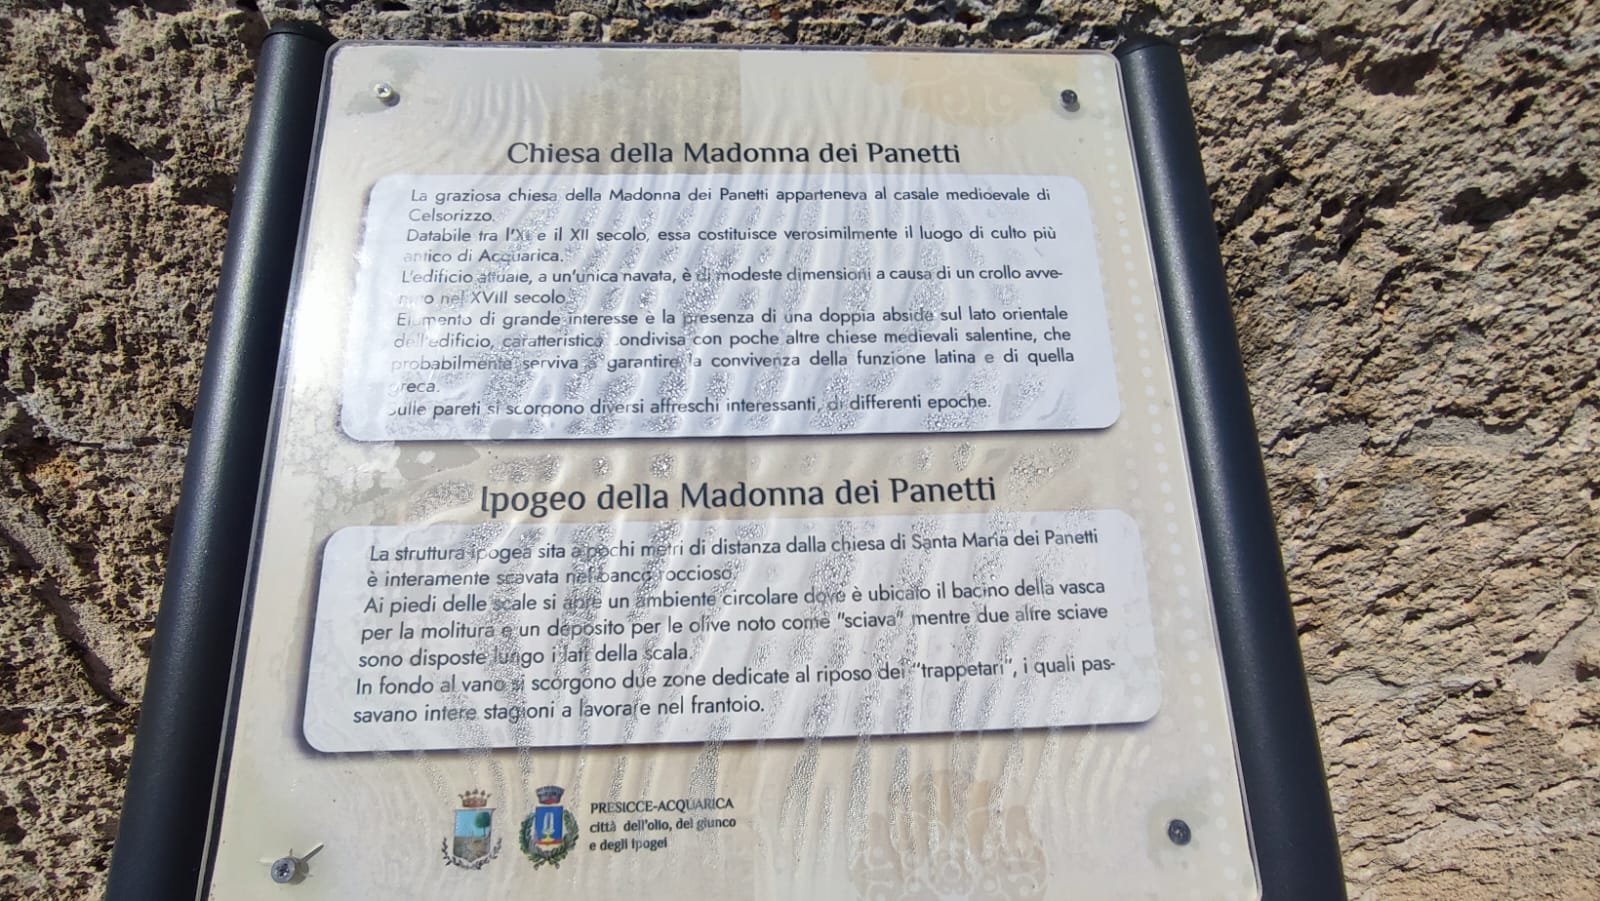 Chiesa della Madonna dei Panetti
La graziosa chiesa della Madonna dei Panetti apparteneva al casale medioevale di
Celsorizzo.
Databile tra l'XI e il XII secolo, essa costituisce verosimilmente il luogo di culto più
antico di Acquarica.
L'edificio attuale, a un'unica navata, è di modeste dimensioni a causa di un crollo avve-
nuto nel XVIII secolo.
Elemento di grande interesse è la presenza di una doppia abside sul lato orientale
dell'edificio, caratteristica condivisa con poche altre chiese medievali salentine, che
probabilmente serviva a garantire la convivenza della funzione latina e di quella
greca.
Sulle pareti si scorgono diversi affreschi interessanti, di differenti epoche.
Ipogeo della Madonna dei Panetti
La struttura ipogea sita a pochi metri di distanza dalla chiesa di Santa Maria dei Panetti
è interamente scavata nel banco roccioso.
Ai piedi delle scale si apre un ambiente circolare dove è ubicato il bacino della vasca
per la molitura e un deposito per le olive noto come "sciava" mentre due altre sciave
sono disposte lungo i lati della scala.
In fondo al vano si scorgono due zone dedicate al riposo dei "trappetari", i quali pas-
savano intere stagioni a lavorare nel frantoio.
PRESICCE-ACQUARICA
città dell'olio, del giunco
e degli ipogei